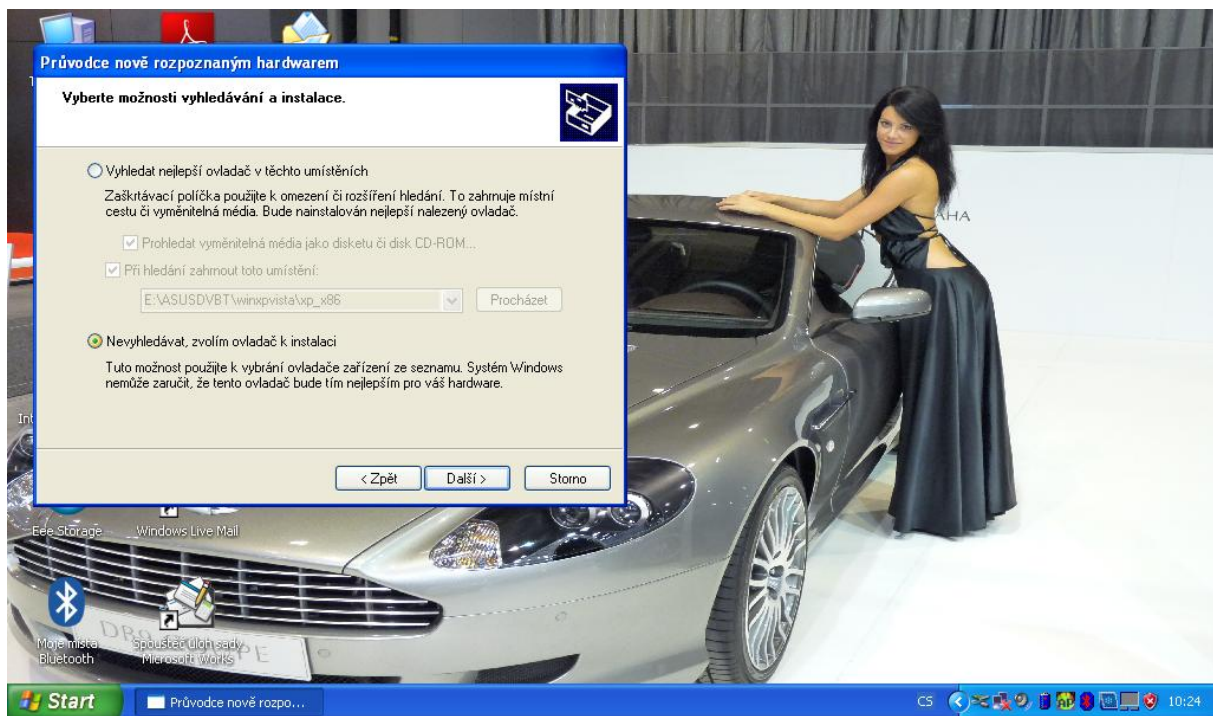 Průvodce nově rozpoznaným hardwarem
Vyberte možnosti vyhledávání a instalace.
Vyhledat nejlepší ovladač v těchto umístěních
Zaškrtávací políčka použijte k omezení či rozšíření hledání. To zahrnuje místní
cestu či vyměnitelná média. Bude nainstalován nejlepší nalezený ovladač.
Prohledat vyměnitelná média jako disketu či disk CD-ROM...
Při hledání zahrnout toto umístění:
E:\ASUSDVBT\winxpvista\xp_x86
Procházet
Nevyhledávat, zvolím ovladač k instalaci
Tuto možnost použijte k vybrání ovladače zařízení ze seznamu. Systém Windows
nemůže zaručit, že tento ovladač bude tím nejlepším pro váš hardware.
< Zpět
Další >
Storno
Int
Eee Storage
Windows Live Mail
Moje místa
Bluetooth
Spouštěč úloh sady
Microsoft Works
DB9
AHA
Start
Průvodce nově rozpo...
CS
10:24